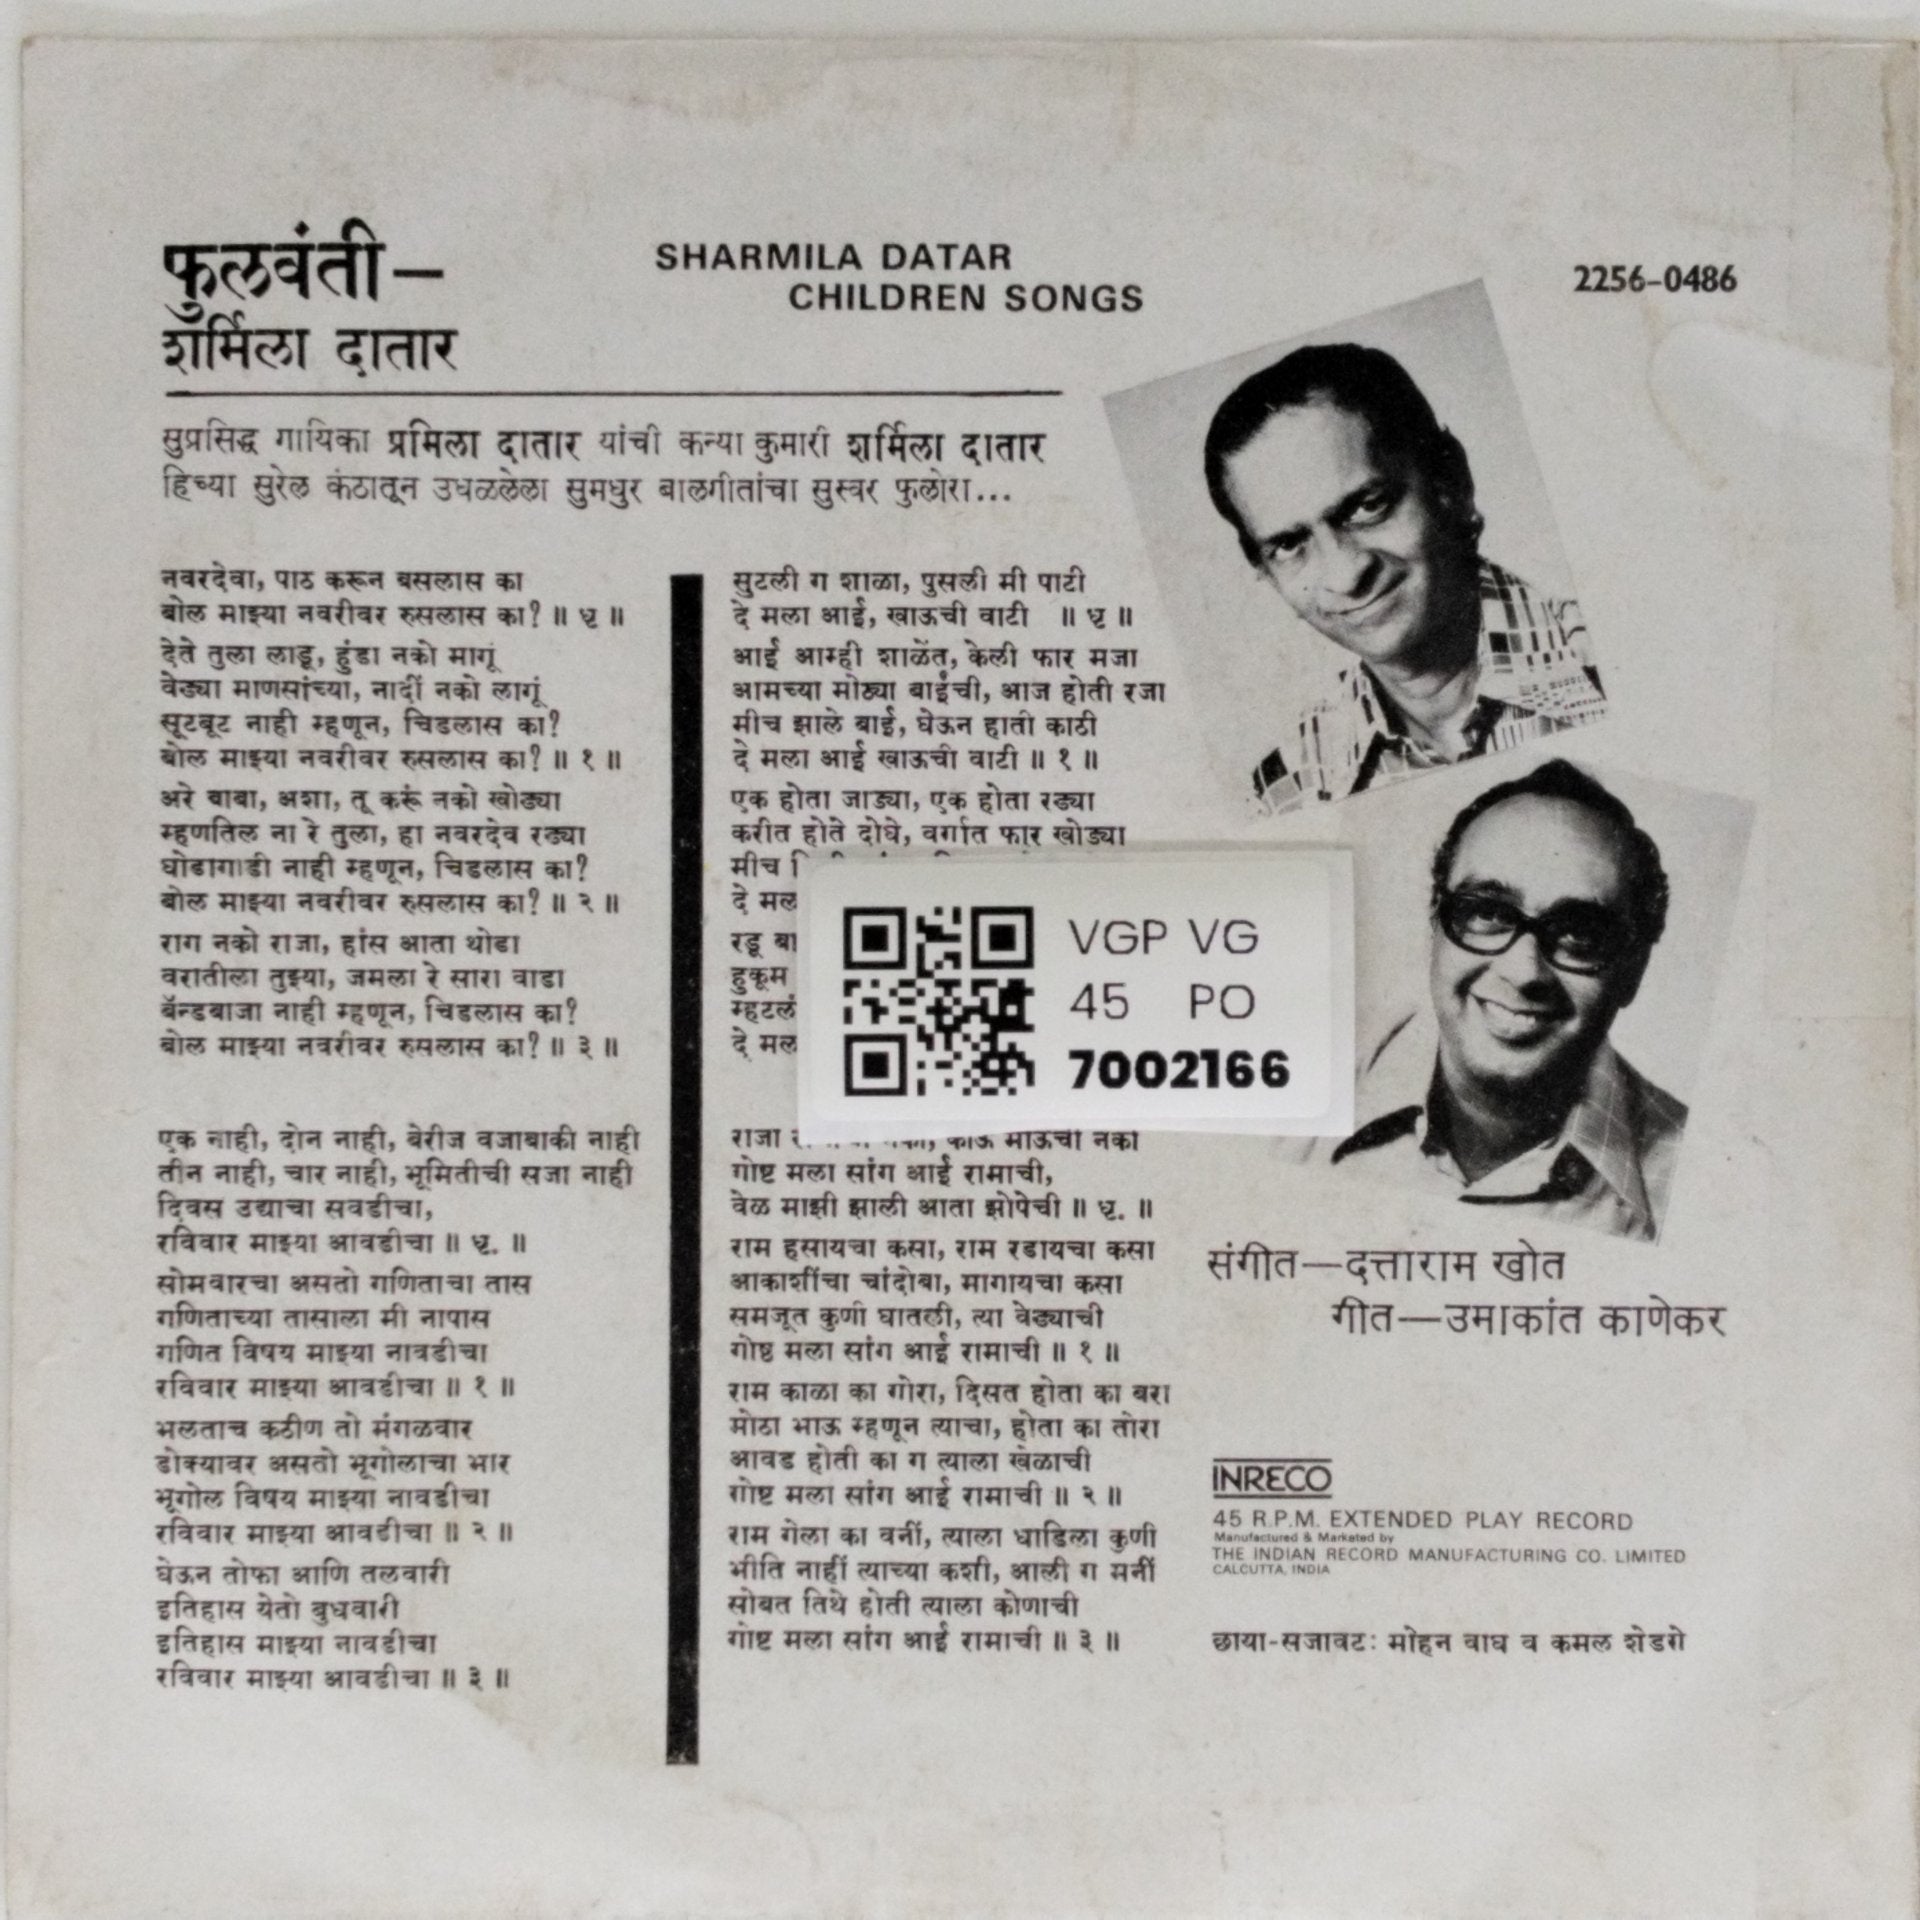 फुलवंती —
शर्मिला दातार
SHARMILA DATAR
CHILDREN SONGS
2256-0486
सुप्रसिद्ध गायिका प्रमिला दातार यांची कन्या कुमारी शर्मिला दातार
हिच्या सुरेल कंठातून उधळलेला सुमधुर बालगीतांचा सुस्वर फुलोरा...
नवरदेवा, पाठ करून बसलास का
बोल माझ्या नवरीवर रुसलास का? ॥ धृ ॥
देते तुला लाडू, हुंडा नको मागूं
वेड्या माणसांच्या, नादीं नको लागूं
सूटबूट नाही म्हणून, चिडलास का?
बोल माझ्या नवरीवर रुसलास का? ॥ १ ॥
अरे बाबा, अशा, तू करूं नको खोड्या
म्हणतिल ना रे तुला, हा नवरदेव रड्या
घोडागाडी नाही म्हणून, चिडलास का?
बोल माझ्या नवरीवर रुसलास का? ॥ २ ॥
राग नको राजा, हांस आता थोडा
वरातीला तुझ्या, जमला रे सारा वाडा
बॅन्डबाजा नाही म्हणून, चिडलास का?
बोल माझ्या नवरीवर रुसलास का? ॥ ३ ॥
एक नाही, दोन नाही, बेरीज वजाबाकी नाही
तीन नाही, चार नाही, भूमितीची सजा नाही
दिवस उद्याचा सवडीचा,
रविवार माझ्या आवडीचा ॥ धृ. ॥
सोमवारचा असतो गणिताचा तास
गणिताच्या तासाला मी नापास
गणित विषय माझ्या नावडीचा
रविवार माझ्या आवडीचा ॥ १ ॥
भलताच कठीण तो मंगळवार
डोक्यावर असतो भूगोलाचा भार
भूगोल विषय माझ्या नावडीचा
रविवार माझ्या आवडीचा ॥ २ ॥
घेऊन तोफा आणि तलवारी
इतिहास येतो बुधवारी
इतिहास माझ्या नावडीचा
रविवार माझ्या आवडीचा ॥ ३ ॥
सुटली ग शाळा, पुसली मी पाटी
दे मला आई, खाऊची वाटी ॥ धृ ॥
आई आम्ही शाळेंत, केली फार मजा
आमच्या मोठ्या बाईंची, आज होती रजा
मीच झाले बाई, घेऊन हाती काठी
दे मला आई खाऊची वाटी ॥ १ ॥
एक होता जाड्या, एक होता रड्या
करीत होते दोघे, वर्गात फार खोड्या
मीच
दे मल
रडू बा
हुकूम
म्हटलं
दे मल
राजा काऊ माऊची नको
गोष्ट मला सांग आई रामाची,
वेळ माझी झाली आता झोपेची ॥ धृ. ॥
राम हसायचा कसा, राम रडायचा कसा
आकाशींचा चांदोबा, मागायचा कसा
समजूत कुणी घातली, त्या वेड्याची
गोष्ट मला सांग आई रामाची ॥ १ ॥
राम काळा का गोरा, दिसत होता का बरा
मोठा भाऊ म्हणून त्याचा, होता का तोरा
आवड होती का ग त्याला खेळाची
गोष्ट मला सांग आई रामाची ॥ २ ॥
राम गेला का वनीं, त्याला धाडिला कुणी
भीति नाहीं त्याच्या कशी, आली ग मनीं
सोबत तिथे होती त्याला कोणाची
गोष्ट मला सांग आई रामाची ॥ ३ ॥
VGP VG
45 PO
7002166
संगीत—दत्ताराम खोत
गीत—उमाकांत काणेकर
INRECO
45 R.P.M. EXTENDED PLAY RECORD
Manufactured & Marketed by
THE INDIAN RECORD MANUFACTURING CO. LIMITED
CALCUTTA, INDIA
छाया-सजावट: मोहन वाघ व कमल शेडगे